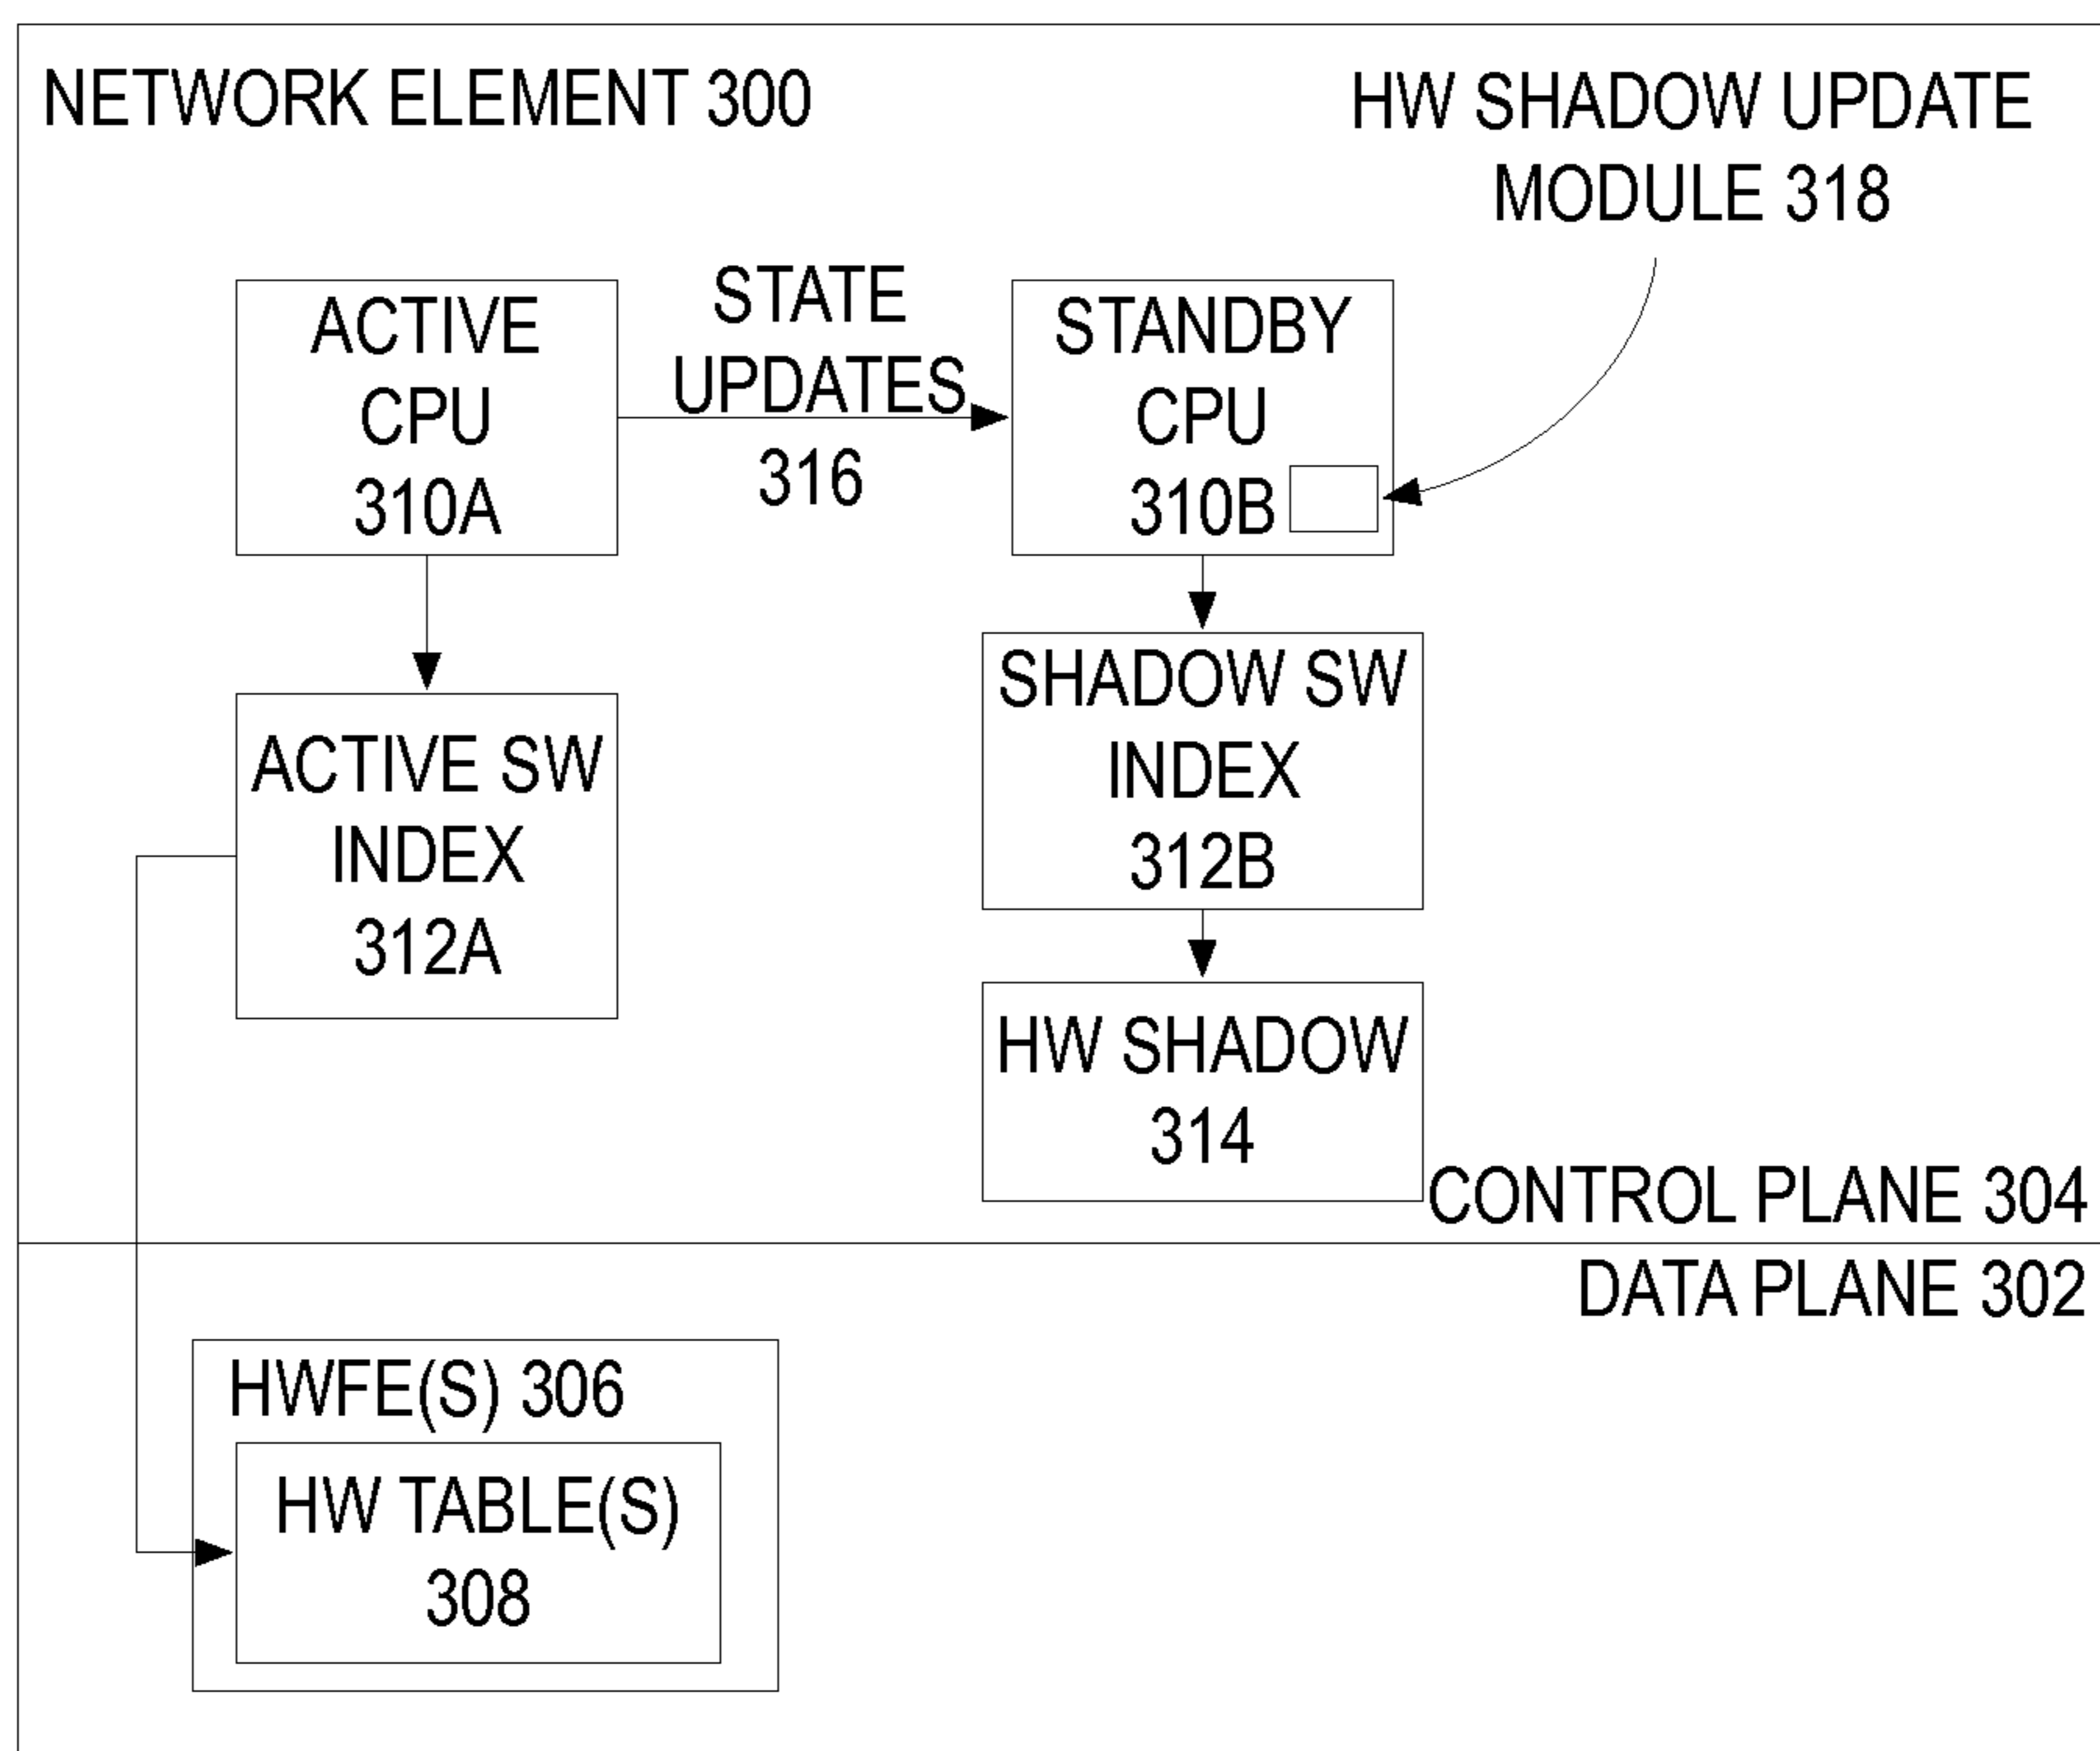 NETWORK ELEMENT 300
HW SHADOW UPDATE
MODULE 318
ACTIVE
CPU
310A
STATE
UPDATES
316
STANDBY
CPU
310B
ACTIVE SW
INDEX
312A
SHADOW SW
INDEX
312B
HW SHADOW
314
CONTROL PLANE 304
DATA PLANE 302
HWFE(S) 306
HW TABLE(S)
308